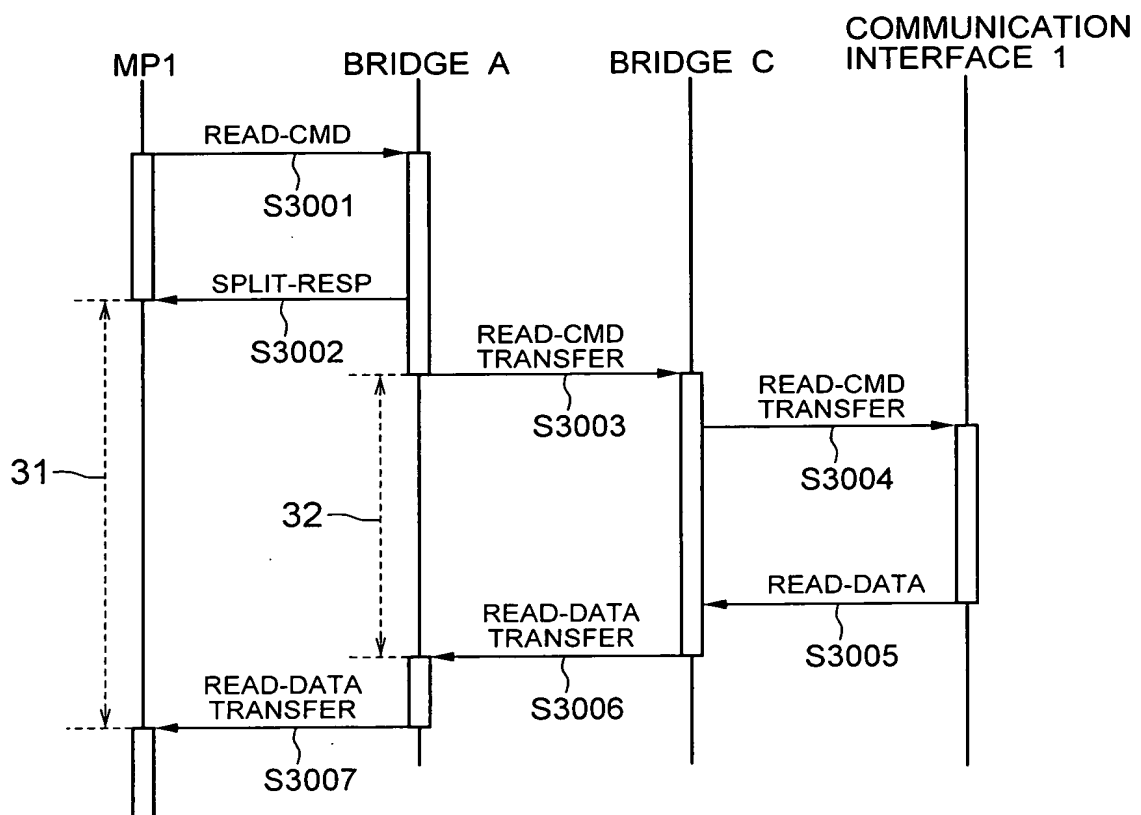 MP1
BRIDGE A
BRIDGE C
COMMUNICATION
INTERFACE 1
READ-CMD
S3001
SPLIT-RESP
S3002
READ-CMD
TRANSFER
S3003
READ-CMD
TRANSFER
S3004
31
32
READ-DATA
S3005
READ-DATA
TRANSFER
S3006
READ-DATA
TRANSFER
S3007